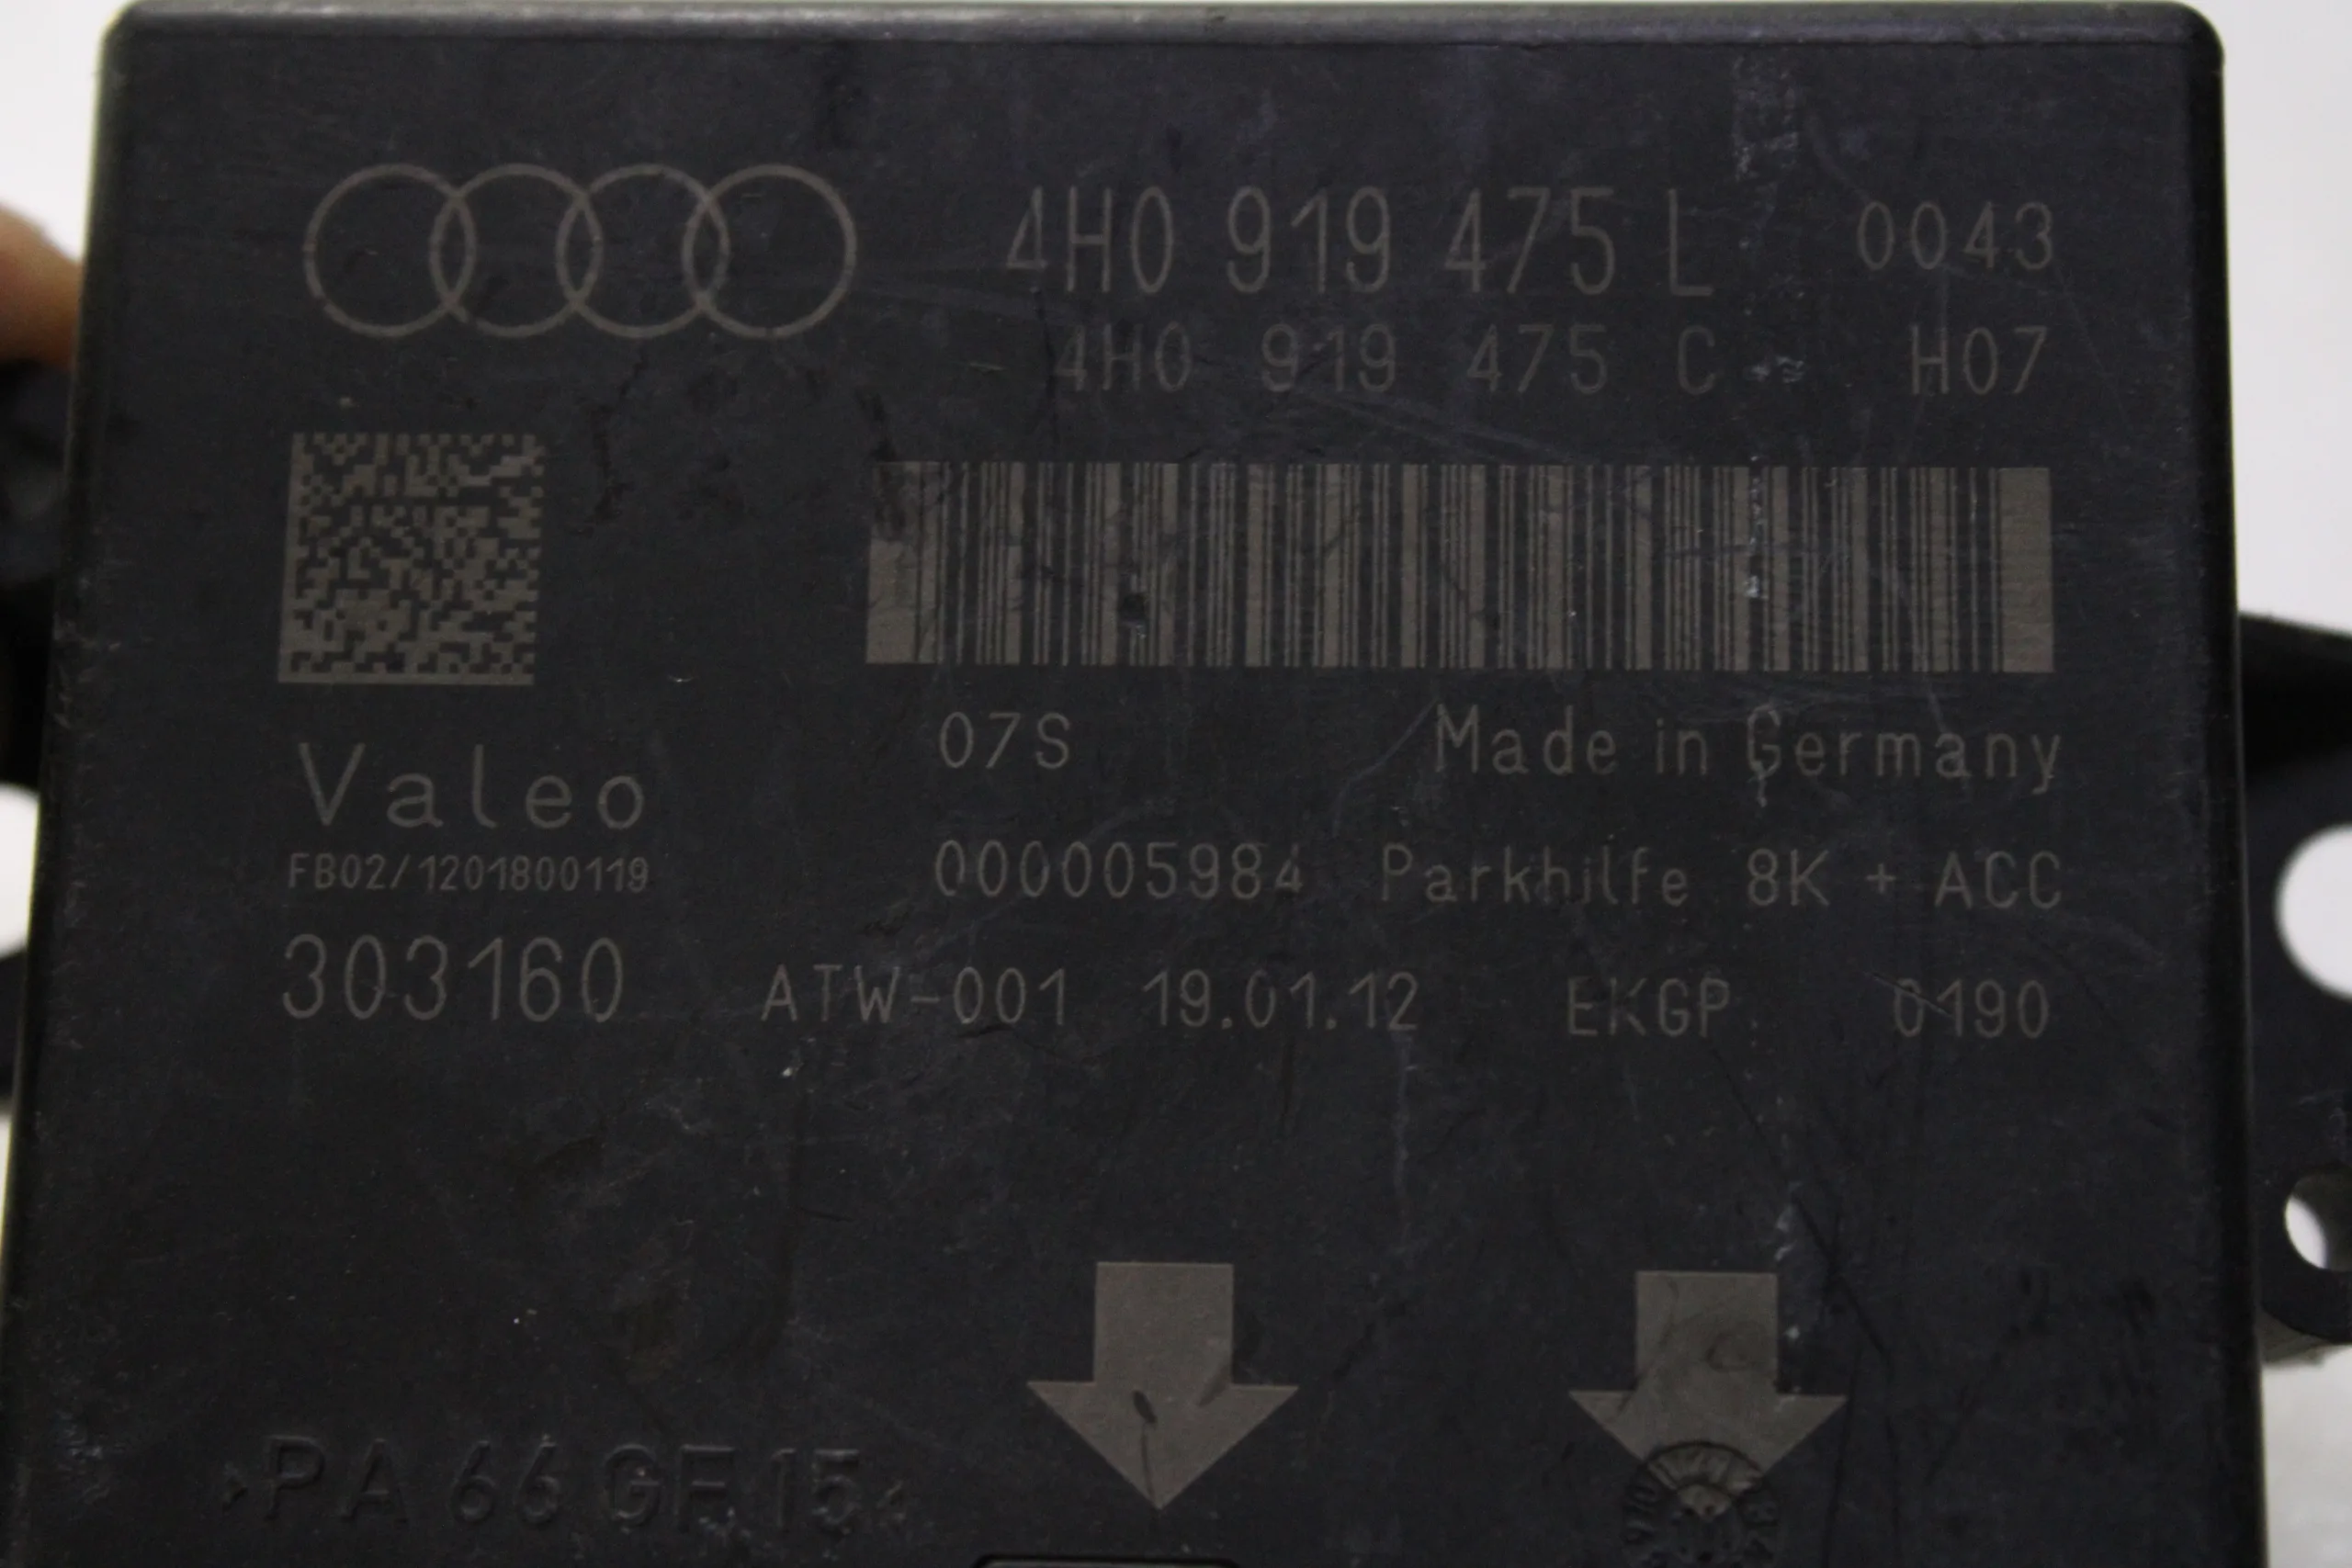 4H0 919 475 L 0043
4H0 919 475 C H07
07S Made in Germany
Valeo
FB02/1201800119
000005984 Parkhilfe 8K + ACC
303160 ATW-001 19.01.12 EKGP 0190
>PA 66 GF 15<